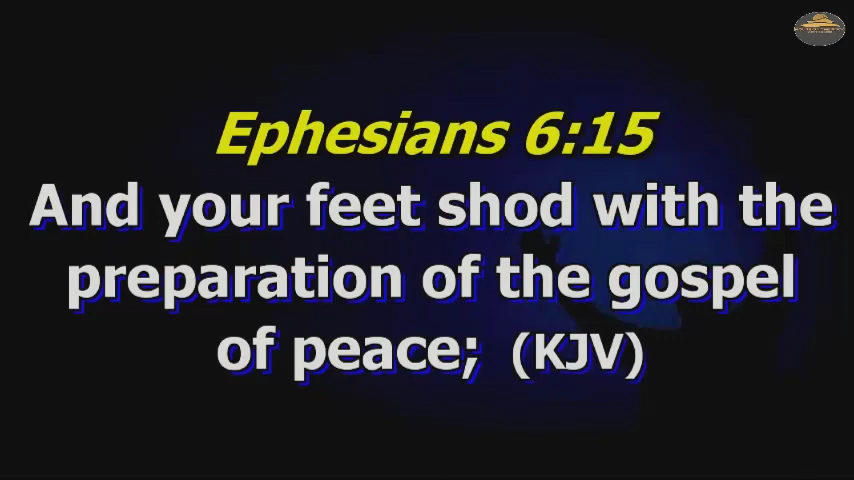 Ephesians 6:15
And your feet shod with the
preparation of the gospel
of peace; (KJV)